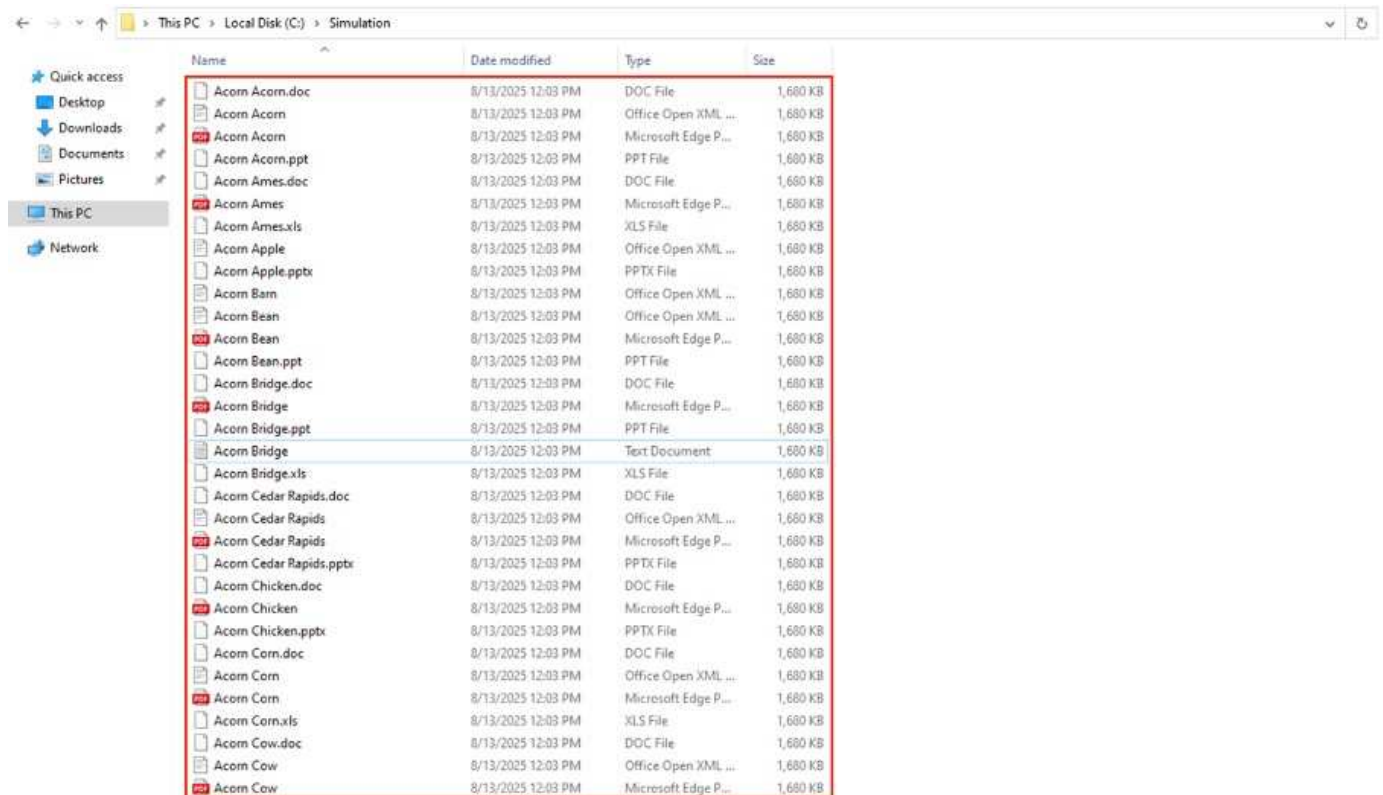 This PC > Local Disk (C:) > Simulation
Quick access
Desktop
Downloads
Documents
Pictures
This PC
Network
Name Date modified Type Size
Acorn Acorn.doc 8/13/2025 12:03 PM DOC File 1,680 KB
Acorn Acorn 8/13/2025 12:03 PM Office Open XML ... 1,680 KB
PDF Acorn Acorn 8/13/2025 12:03 PM Microsoft Edge P... 1,680 KB
Acorn Acorn.ppt 8/13/2025 12:03 PM PPT File 1,680 KB
Acorn Ames.doc 8/13/2025 12:03 PM DOC File 1,680 KB
PDF Acorn Ames 8/13/2025 12:03 PM Microsoft Edge P... 1,680 KB
Acorn Ames.xls 8/13/2025 12:03 PM XLS File 1,680 KB
Acorn Apple 8/13/2025 12:03 PM Office Open XML ... 1,680 KB
Acorn Apple.pptx 8/13/2025 12:03 PM PPTX File 1,680 KB
Acorn Barn 8/13/2025 12:03 PM Office Open XML ... 1,680 KB
Acorn Bean 8/13/2025 12:03 PM Office Open XML ... 1,680 KB
PDF Acorn Bean 8/13/2025 12:03 PM Microsoft Edge P... 1,680 KB
Acorn Bean.ppt 8/13/2025 12:03 PM PPT File 1,680 KB
Acorn Bridge.doc 8/13/2025 12:03 PM DOC File 1,680 KB
PDF Acorn Bridge 8/13/2025 12:03 PM Microsoft Edge P... 1,680 KB
Acorn Bridge.ppt 8/13/2025 12:03 PM PPT File 1,680 KB
Acorn Bridge 8/13/2025 12:03 PM Text Document 1,680 KB
Acorn Bridge.xls 8/13/2025 12:03 PM XLS File 1,680 KB
Acorn Cedar Rapids.doc 8/13/2025 12:03 PM DOC File 1,680 KB
Acorn Cedar Rapids 8/13/2025 12:03 PM Office Open XML ... 1,680 KB
PDF Acorn Cedar Rapids 8/13/2025 12:03 PM Microsoft Edge P... 1,680 KB
Acorn Cedar Rapids.pptx 8/13/2025 12:03 PM PPTX File 1,680 KB
Acorn Chicken.doc 8/13/2025 12:03 PM DOC File 1,680 KB
PDF Acorn Chicken 8/13/2025 12:03 PM Microsoft Edge P... 1,680 KB
Acorn Chicken.pptx 8/13/2025 12:03 PM PPTX File 1,680 KB
Acorn Corn.doc 8/13/2025 12:03 PM DOC File 1,680 KB
Acorn Corn 8/13/2025 12:03 PM Office Open XML ... 1,680 KB
PDF Acorn Corn 8/13/2025 12:03 PM Microsoft Edge P... 1,680 KB
Acorn Corn.xls 8/13/2025 12:03 PM XLS File 1,680 KB
Acorn Cow.doc 8/13/2025 12:03 PM DOC File 1,680 KB
Acorn Cow 8/13/2025 12:03 PM Office Open XML ... 1,680 KB
PDF Acorn Cow 8/13/2025 12:03 PM Microsoft Edge P... 1,680 KB